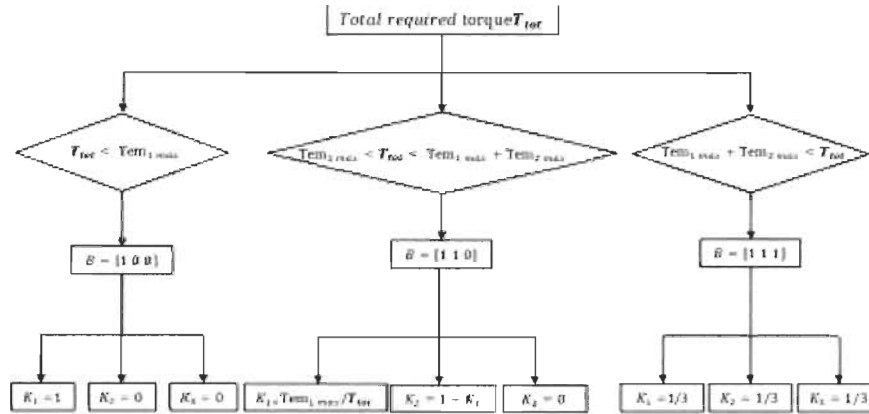 Total required torque T_tot
T_tot < Tem_1 max
Tem_1 max < T_tot < Tem_1 max + Tem_2 max
Tem_1 max + Tem_2 max < T_tot
B = [1 0 0]
B = [1 1 0]
B = [1 1 1]
K_1 = 1
K_2 = 0
K_3 = 0
K_1=Tem_1 max/T_tot
K_2 = 1 - K_1
K_3 = 0
K_1 =1/3
K_2 = 1/3
K_3 = 1/3